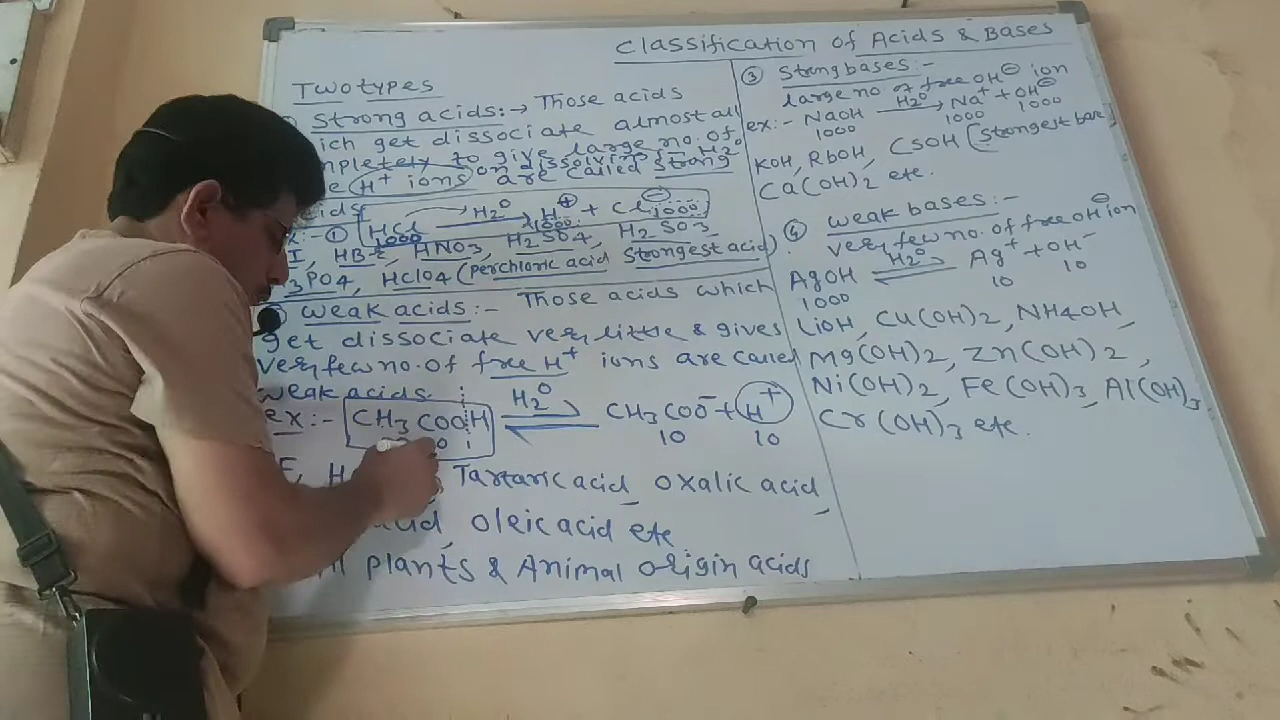 Classification of Acids & Bases
Two types
Strong acids:→ Those acids
ich get dissociate almost all
mpletely to give large no. of
on dissolving in H2O
e H+ ions are called Strong
cids
x:- ① HCl H2O→ H⊕ + Cl⊖
1000 1000 1000
I, HBr, HNO3, H2SO4, H2SO3,
3PO4, HClO4 (Perchloric acid Strongest acid).
Weak acids:- Those acids which
get dissociate very little & gives
very few no. of free H+ ions are called
weak acids.
ex:- CH3COOH H2O⇌ CH3COO- + H+
10 10
F, H Tartaric acid, oxalic acid,
acid, oleic acid etc
plants & Animal origin acids
③ Strong bases:-
large no of free OH⊖ ion
ex:- NaOH H2O→ Na+ + OH⊖
1000 1000 1000
KOH, RbOH, CsOH (Strongest base)
Ca(OH)2 etc.
④ Weak bases:-
very few no. of free OH⊖ ion
AgOH H2O⇌ Ag+ + OH-
1000 10 10
LiOH, Cu(OH)2, NH4OH,
Mg(OH)2, Zn(OH)2,
Ni(OH)2, Fe(OH)3, Al(OH)3,
Cr(OH)3 etc.